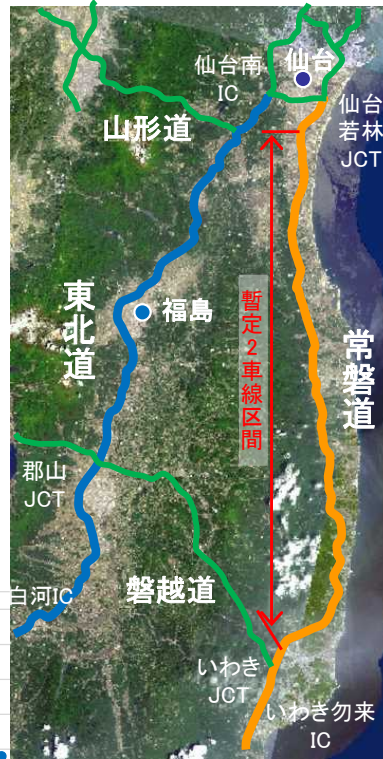 仙台南
IC
仙台
仙台
若林
JCT
山形道
東北道
福島
暫定2車線区間
常磐道
郡山
JCT
白河IC
磐越道
いわき
JCT
いわき勿来
IC